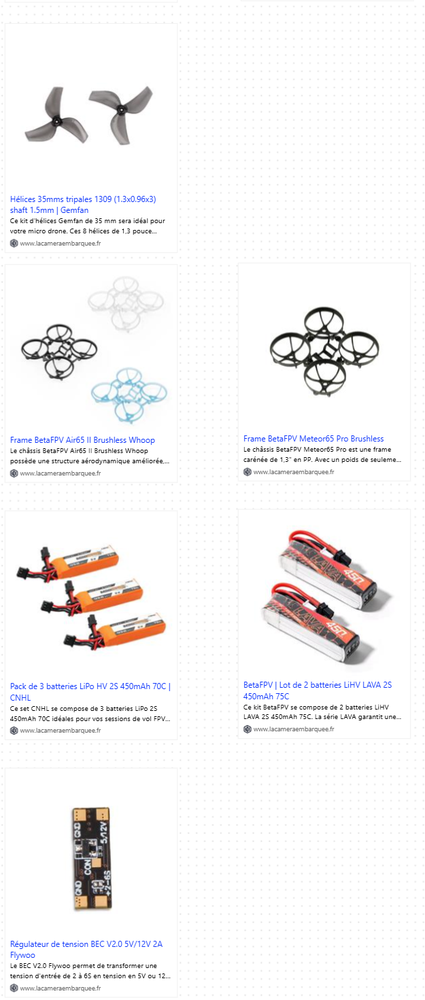 Hélices 35mms tripales 1309 (1.3x0.96x3)
shaft 1.5mm | Gemfan
Ce kit d'hélices Gemfan de 35 mm sera idéal pour
votre micro drone. Ces 8 hélices de 1,3 pouce...
www.lacameraembarquee.fr
Frame BetaFPV Air65 II Brushless Whoop
Le châssis BetaFPV Air65 II Brushless Whoop
possède une structure aérodynamique améliorée,...
www.lacameraembarquee.fr
Frame BetaFPV Meteor65 Pro Brushless
Le châssis BetaFPV Meteor65 Pro est une frame
carénée de 1,3" en PP. Avec un poids de seuleme...
www.lacameraembarquee.fr
Pack de 3 batteries LiPo HV 2S 450mAh 70C |
CNHL
Ce set CNHL se compose de 3 batteries LiPo 2S
450mAh 70C idéales pour vos sessions de vol FPV...
www.lacameraembarquee.fr
LAVA
450
LAVA
450
BetaFPV | Lot de 2 batteries LiHV LAVA 2S
450mAh 75C
Ce kit BetaFPV se compose de 2 batteries LiHV
LAVA 2S 450mAh 75C. La série LAVA garantit une...
www.lacameraembarquee.fr
GND
5/12V
CON
GND
+2-6S
Régulateur de tension BEC V2.0 5V/12V 2A
Flywoo
Le BEC V2.0 Flywoo permet de transformer une
tension d'entrée de 2 à 6S en tension en 5V ou 12...
www.lacameraembarquee.fr